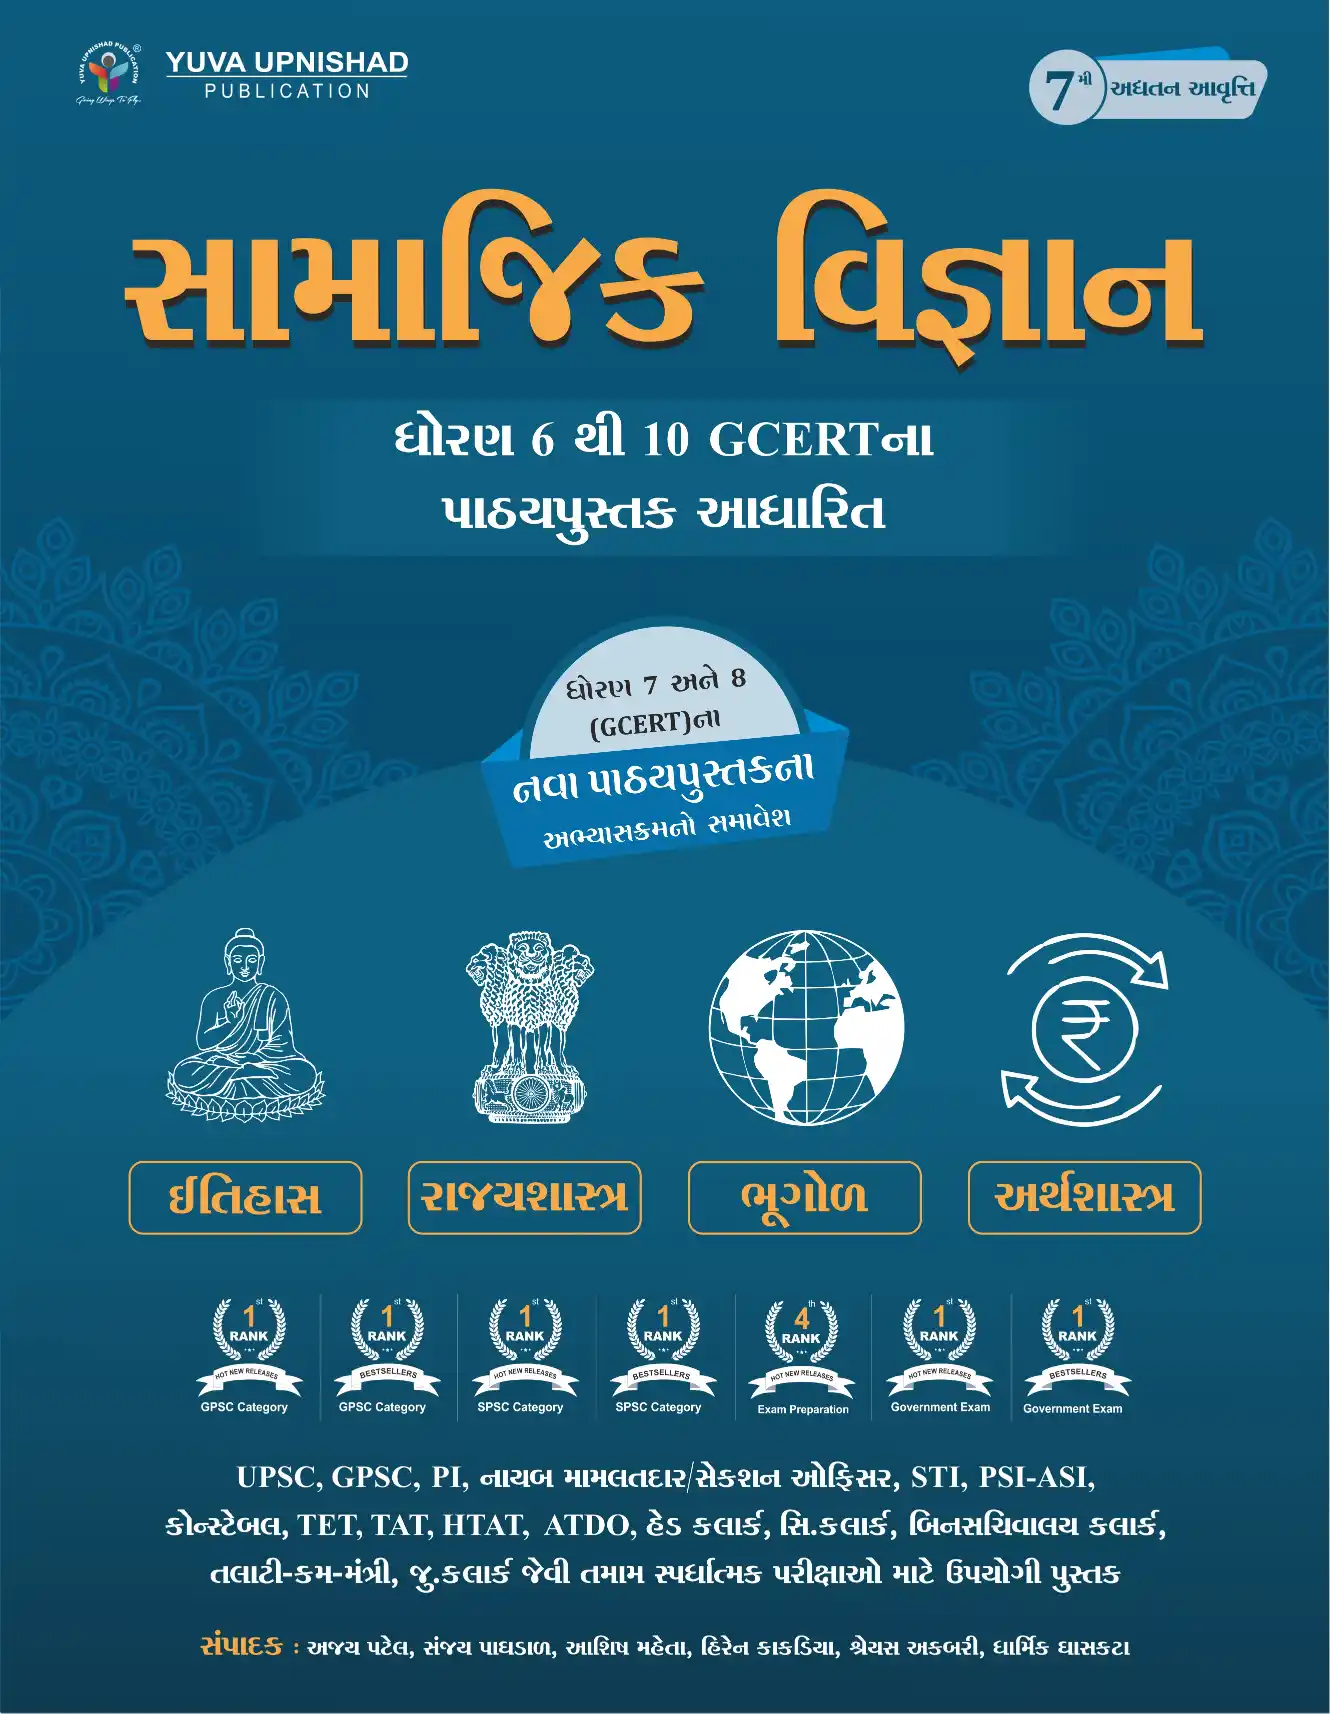 YUVA UPNISHAD PUBLICATION
®
Giving Wings To Fly..
YUVA UPNISHAD
PUBLICATION
7મી અદ્યતન આવૃત્તિ
સામાજિક વિજ્ઞાન
ધોરણ 6 થી 10 GCERTના
પાઠ્યપુસ્તક આધારિત
ધોરણ 7 અને 8
(GCERT)ના
નવા પાઠ્યપુસ્તકના
અભ્યાસક્રમનો સમાવેશ
ઈતિહાસ
રાજ્યશાસ્ત્ર
ભૂગોળ
અર્થશાસ્ત્ર
1st RANK HOT NEW RELEASES GPSC Category
1st RANK BESTSELLERS GPSC Category
1st RANK HOT NEW RELEASES SPSC Category
1st RANK BESTSELLERS SPSC Category
4th RANK HOT NEW RELEASES Exam Preparation
1st RANK HOT NEW RELEASES Government Exam
1st RANK BESTSELLERS Government Exam
UPSC, GPSC, PI, નાયબ મામલતદાર/સેકશન ઓફિસર, STI, PSI-ASI,
કોન્સ્ટેબલ, TET, TAT, HTAT, ATDO, હેડ કલાર્ક, સિ.કલાર્ક, બિનસચિવાલય કલાર્ક,
તલાટી-કમ-મંત્રી, જુ.કલાર્ક જેવી તમામ સ્પર્ધાત્મક પરીક્ષાઓ માટે ઉપયોગી પુસ્તક
સંપાદક : અજય પટેલ, સંજય પાઘડાળ, આશિષ મહેતા, હિરેન કાકડિયા, શ્રેયસ અકબરી, ધાર્મિક ઘાસકટા